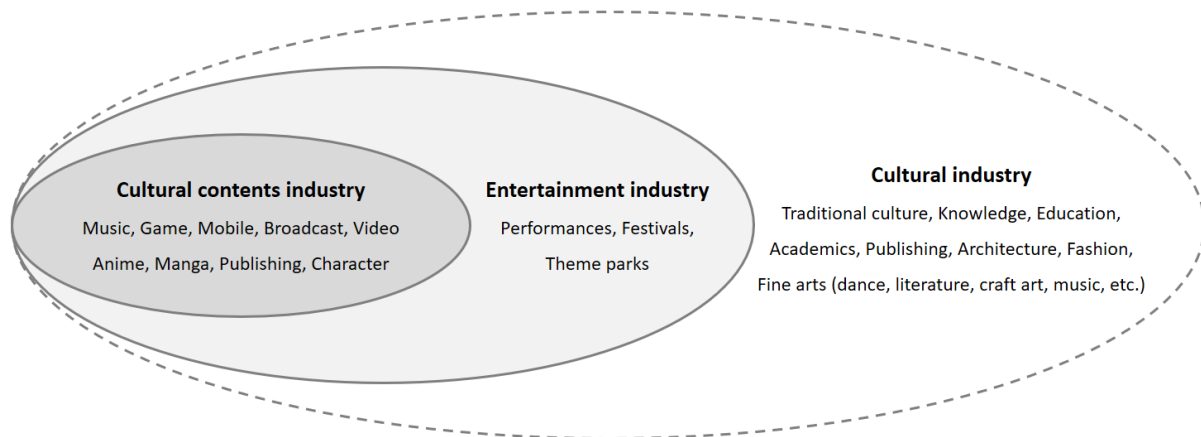 Cultural contents industry
Music, Game, Mobile, Broadcast, Video
Anime, Manga, Publishing, Character
Entertainment industry
Performances, Festivals,
Theme parks
Cultural industry
Traditional culture, Knowledge, Education,
Academics, Publishing, Architecture, Fashion,
Fine arts (dance, literature, craft art, music, etc.)